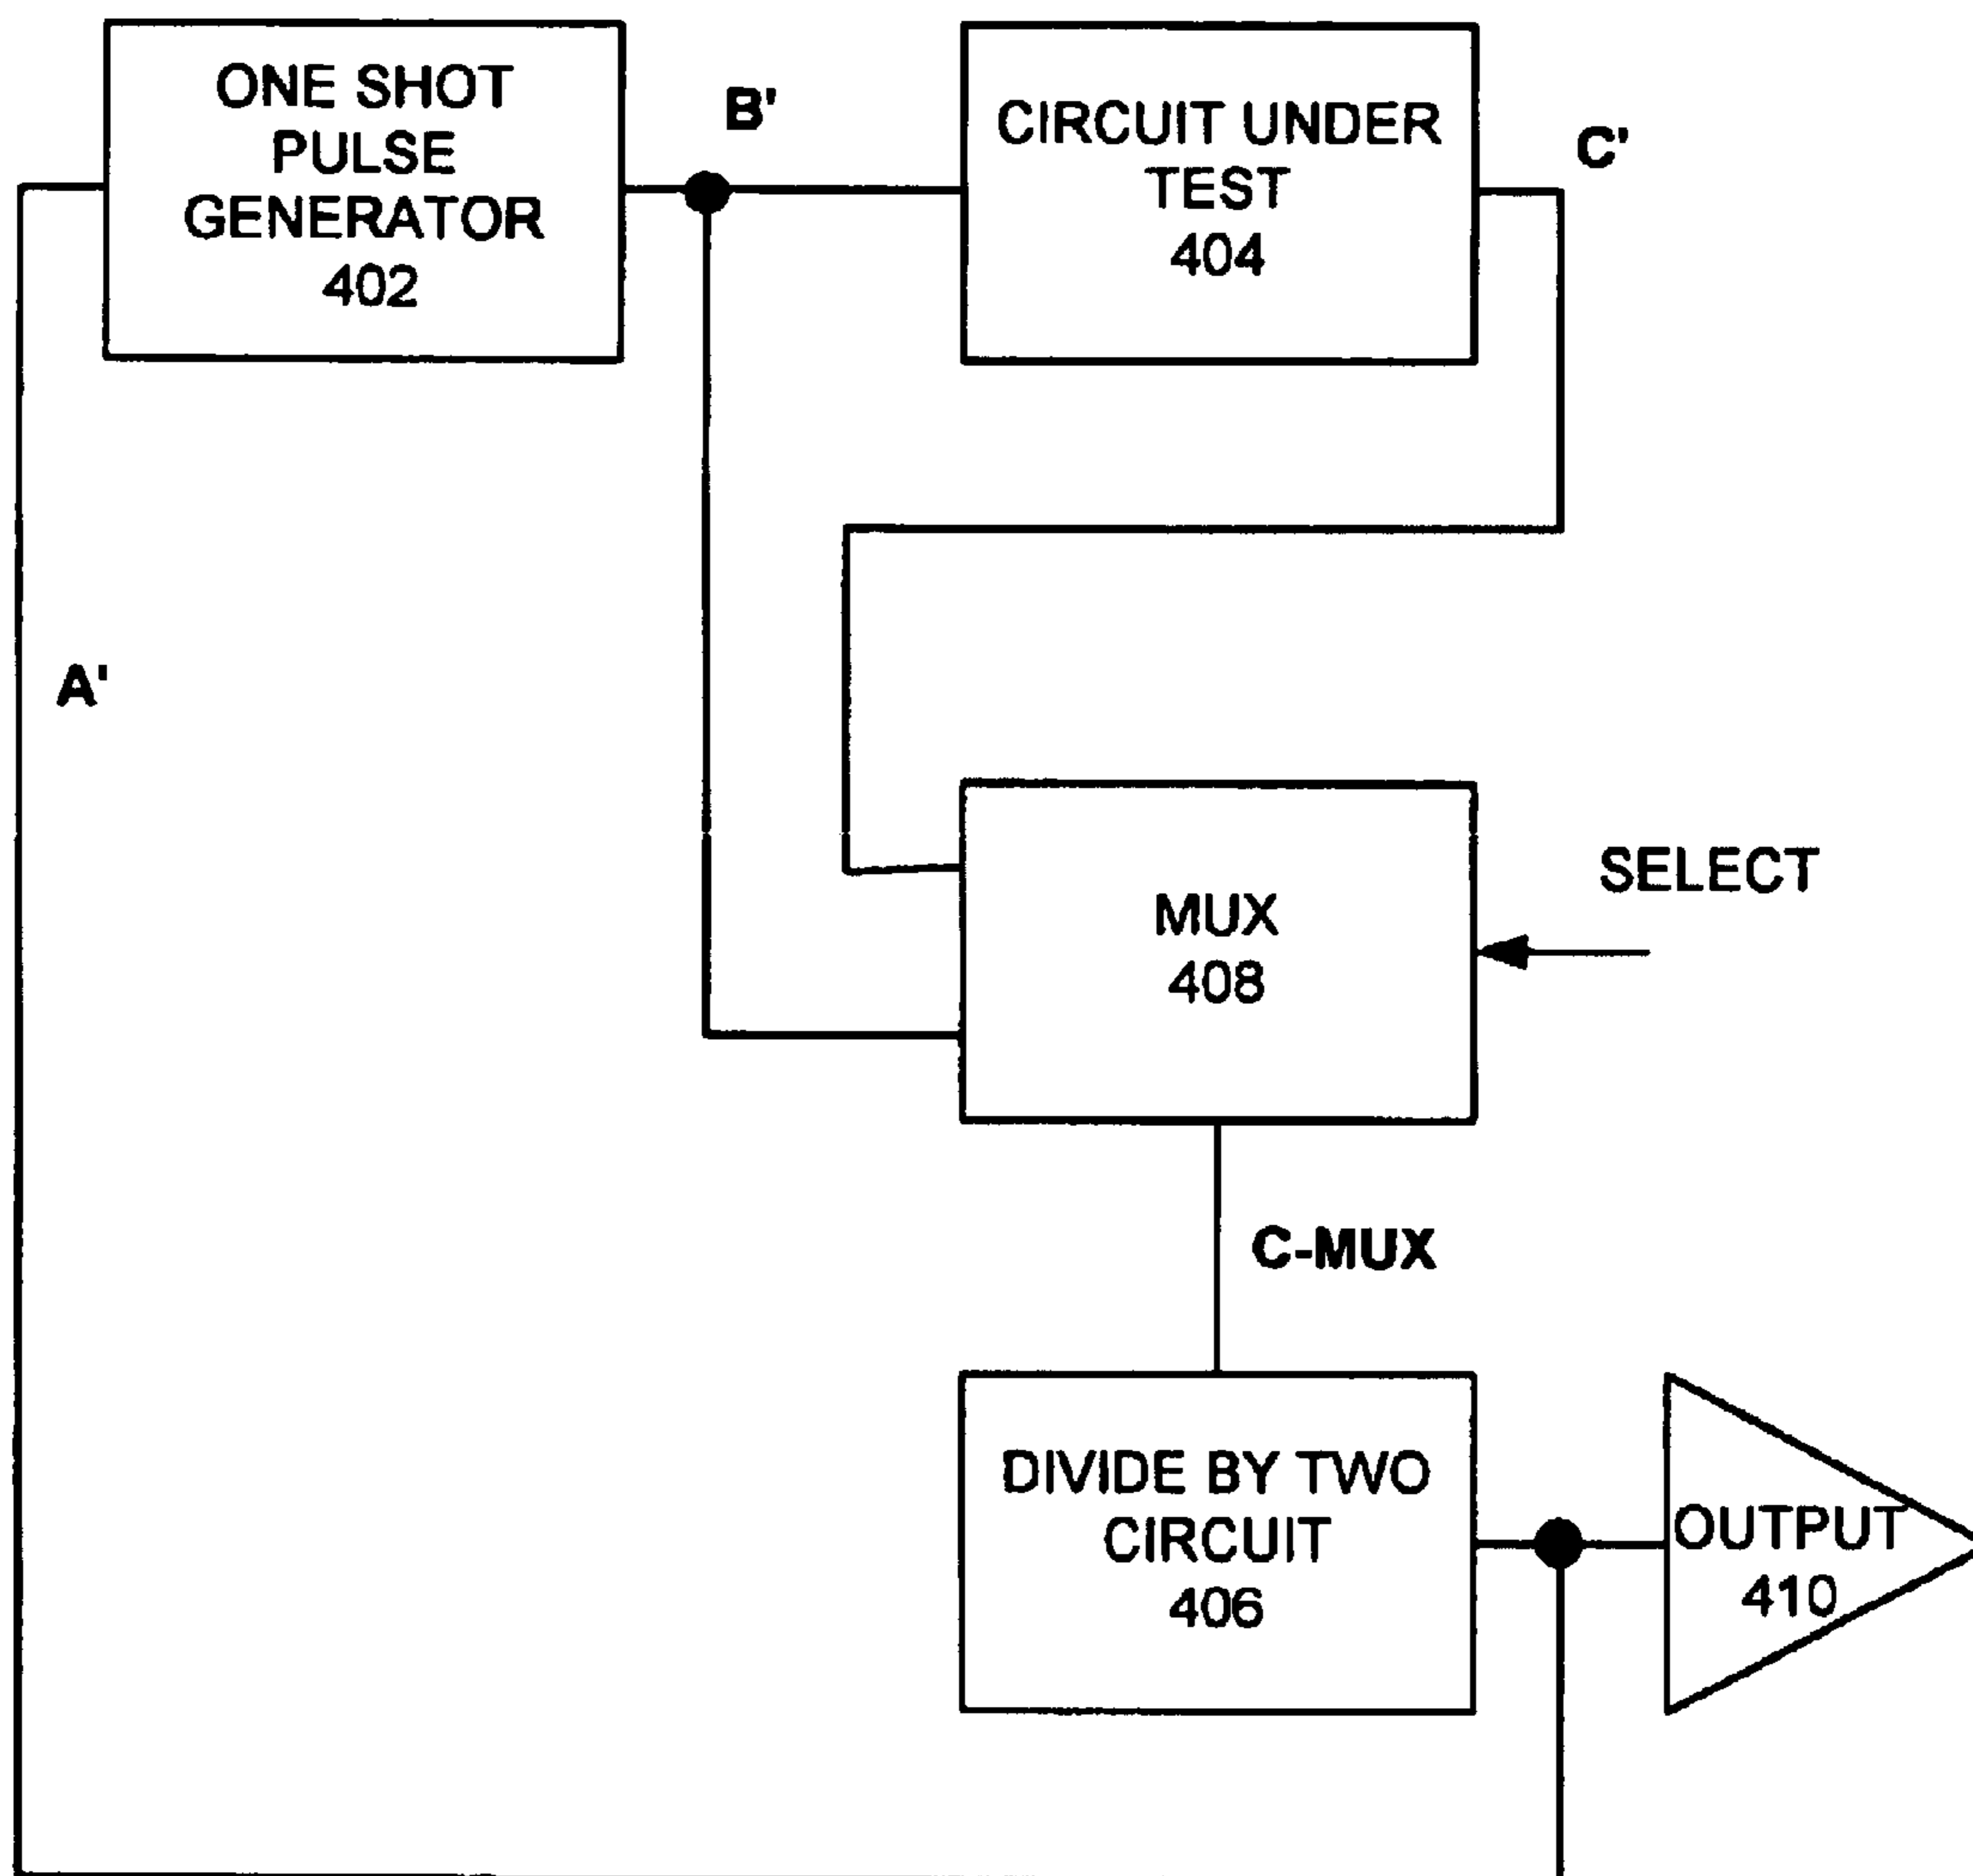 ONE SHOT
PULSE
GENERATOR
402
B'
CIRCUIT UNDER
TEST
404
C'
A'
MUX
408
SELECT
C-MUX
DIVIDE BY TWO
CIRCUIT
406
OUTPUT
410